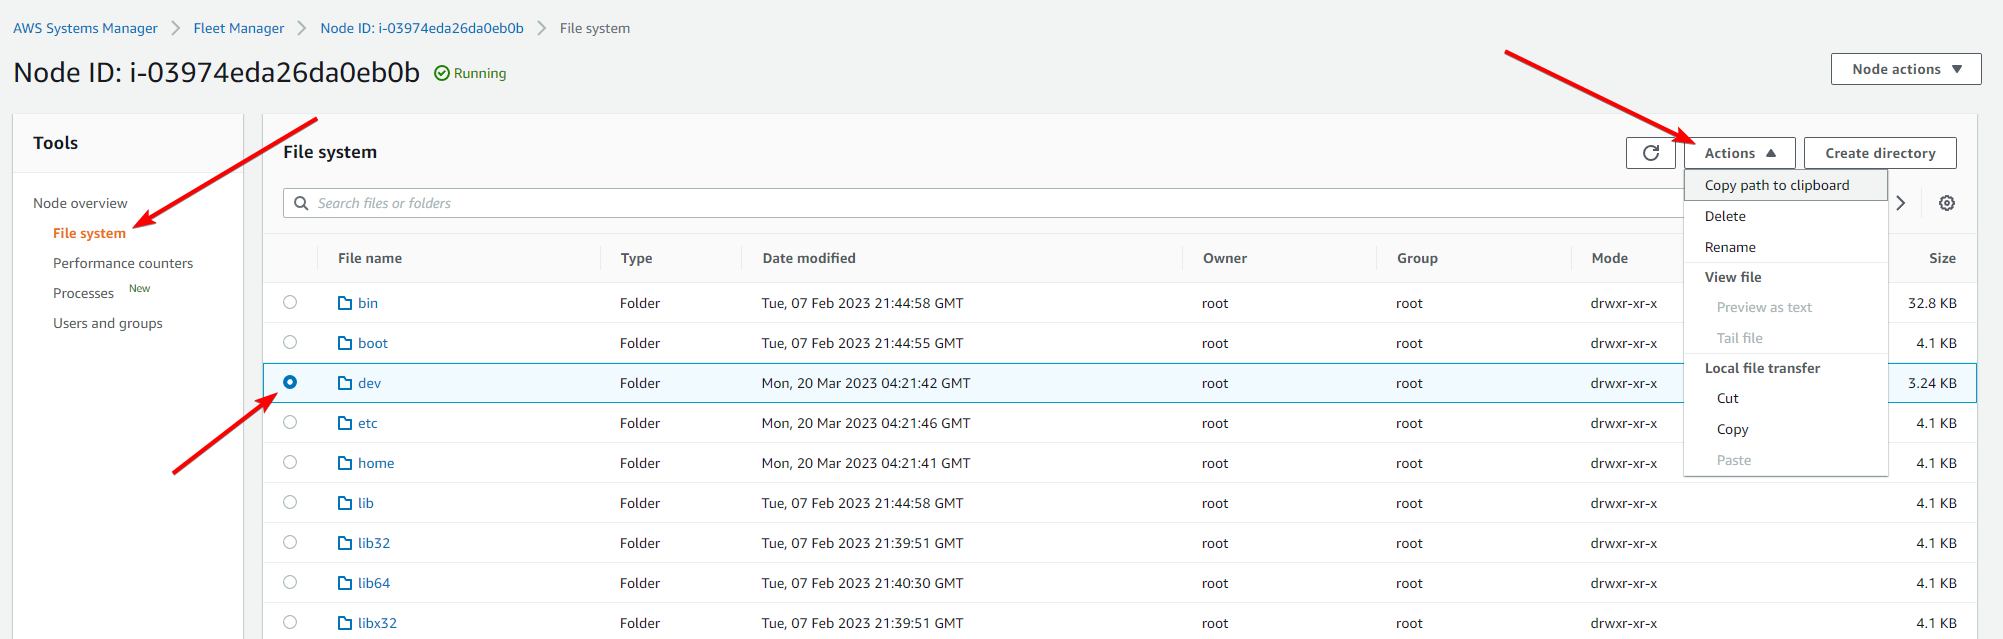 AWS Systems Manager > Fleet Manager > Node ID: i-03974eda26da0eb0b > File system
Node ID: i-03974eda26da0eb0b Running
Node actions
Tools
Node overview
File system
Performance counters
Processes New
Users and groups
File system
Actions
Create directory
Search files or folders
Copy path to clipboard
Delete
Rename
View file
Preview as text
Tail file
Local file transfer
Cut
Copy
Paste
File name Type Date modified Owner Group Mode Size
bin Folder Tue, 07 Feb 2023 21:44:58 GMT root root drwxr-xr-x 32.8 KB
boot Folder Tue, 07 Feb 2023 21:44:55 GMT root root drwxr-xr-x 4.1 KB
dev Folder Mon, 20 Mar 2023 04:21:42 GMT root root drwxr-xr-x 3.24 KB
etc Folder Mon, 20 Mar 2023 04:21:46 GMT root root drwxr-xr-x 4.1 KB
home Folder Mon, 20 Mar 2023 04:21:41 GMT root root drwxr-xr-x 4.1 KB
lib Folder Tue, 07 Feb 2023 21:44:58 GMT root root drwxr-xr-x 4.1 KB
lib32 Folder Tue, 07 Feb 2023 21:39:51 GMT root root drwxr-xr-x 4.1 KB
lib64 Folder Tue, 07 Feb 2023 21:40:30 GMT root root drwxr-xr-x 4.1 KB
libx32 Folder Tue, 07 Feb 2023 21:39:51 GMT root root drwxr-xr-x 4.1 KB